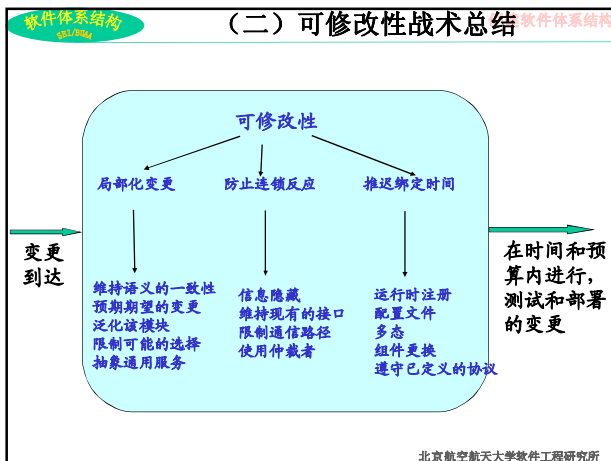 软件体系结构
SEI/BUAA
（二）可修改性战术总结
软件体系结构
可修改性
局部化变更
防止连锁反应
推迟绑定时间
变更
到达
维持语义的一致性
预期期望的变更
泛化该模块
限制可能的选择
抽象通用服务
信息隐藏
维持现有的接口
限制通信路径
使用仲裁者
运行时注册
配置文件
多态
组件更换
遵守已定义的协议
在时间和预
算内进行，
测试和部署
的变更
北京航空航天大学软件工程研究所